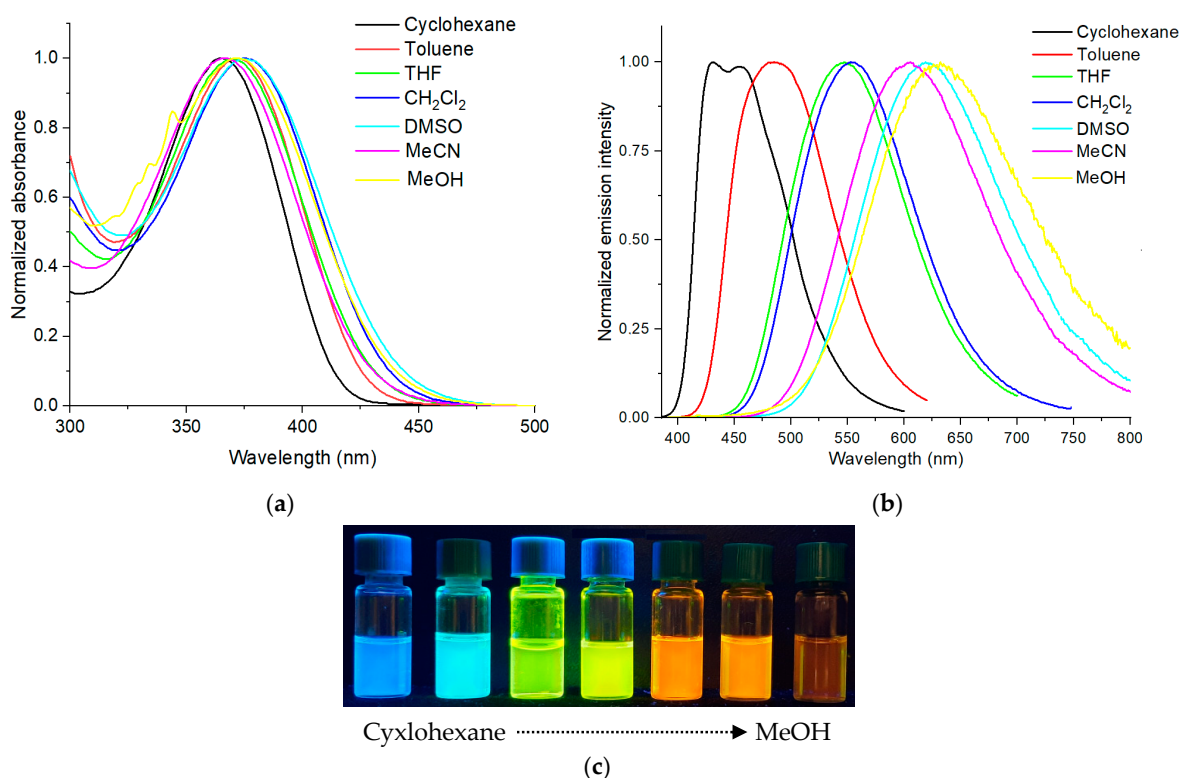 Cyclohexane
Toluene
THF
CH₂Cl₂
DMSO
MeCN
MeOH
Normalized absorbance
1.0
0.8
0.6
0.4
0.2
0.0
300
350
400
450
500
Wavelength (nm)
(a)
Cyclohexane
Toluene
THF
CH₂Cl₂
DMSO
MeCN
MeOH
Normalized emission intensity
1.00
0.75
0.50
0.25
0.00
400
450
500
550
600
650
700
750
800
Wavelength (nm)
(b)
Cyxlohexane MeOH
(c)